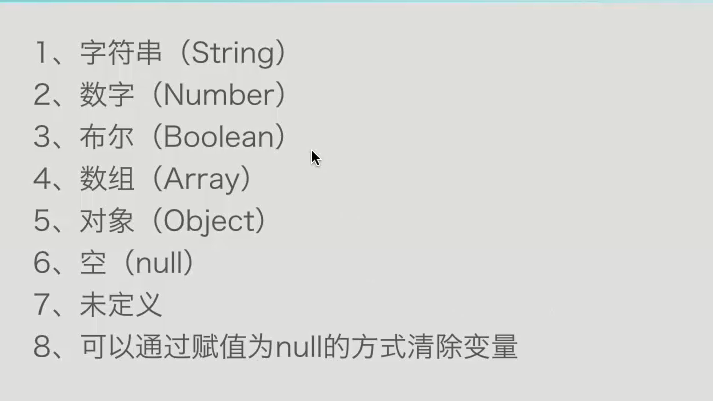 1、字符串（String）
2、数字（Number）
3、布尔（Boolean）
4、数组（Array）
5、对象（Object）
6、空（null）
7、未定义
8、可以通过赋值为null的方式清除变量